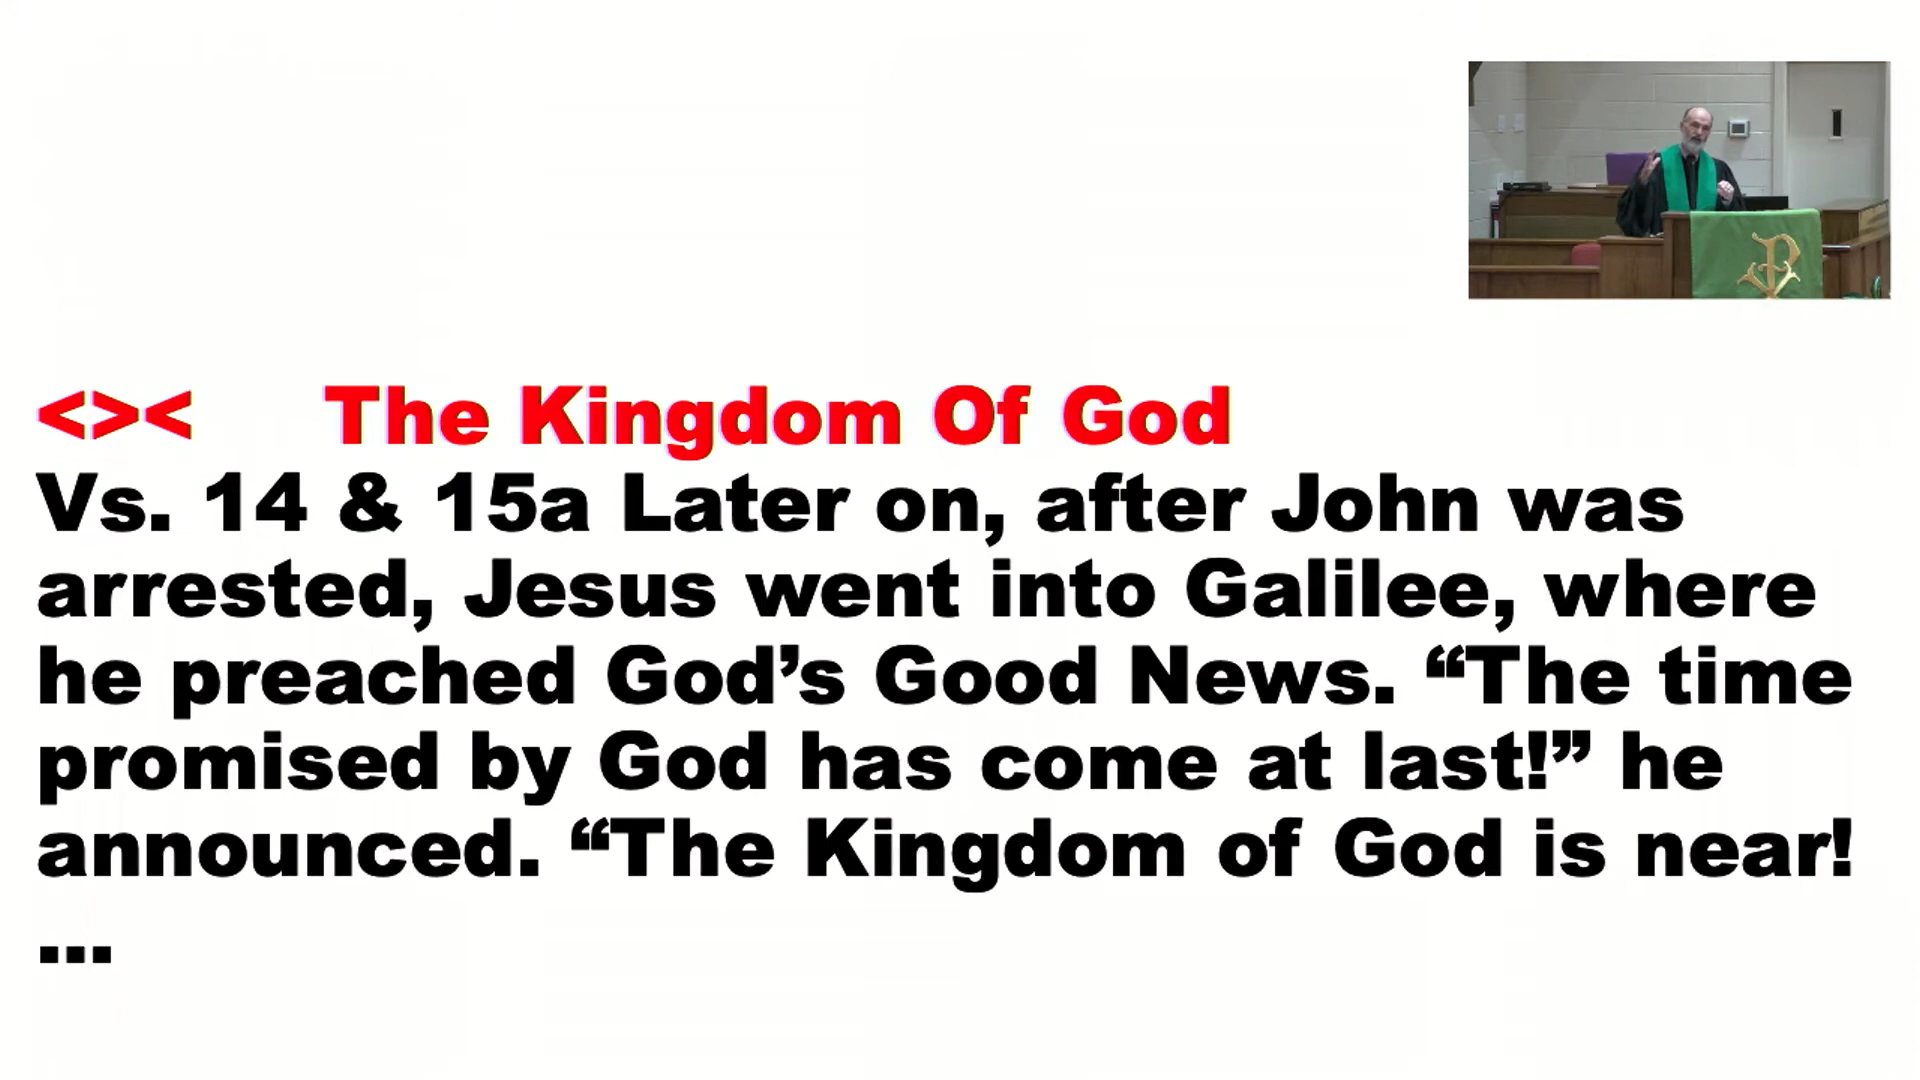 <><   The Kingdom Of God
Vs. 14 & 15a Later on, after John was
arrested, Jesus went into Galilee, where
he preached God’s Good News. “The time
promised by God has come at last!” he
announced. “The Kingdom of God is near!
...